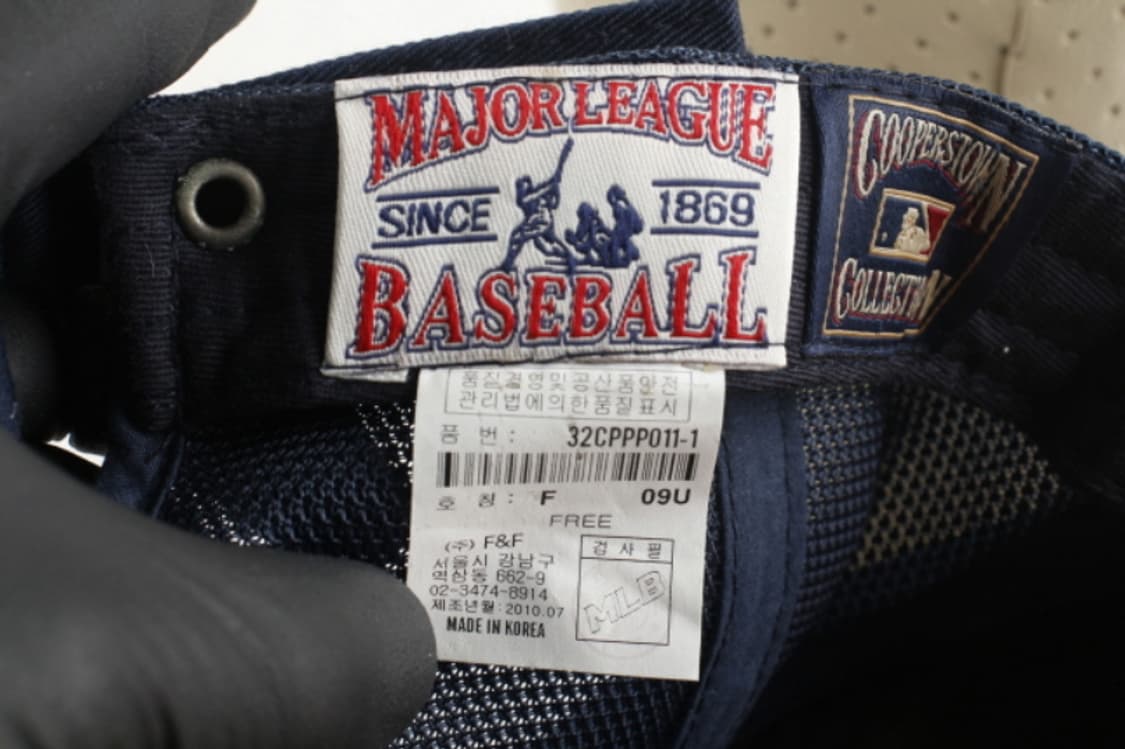 MAJOR LEAGUE
SINCE 1869
BASEBALL
COOPERSTOWN
COLLECTION
품질경영및공산품안전
관리법에의한품질표시
품 번 : 32CPPP011-1
호 칭 : F 09U
FREE
(주) F&F
서울시 강남구
역삼동 662-9
02-3474-8914
제조년월 : 2010.07
MADE IN KOREA
검 사 필
MLB